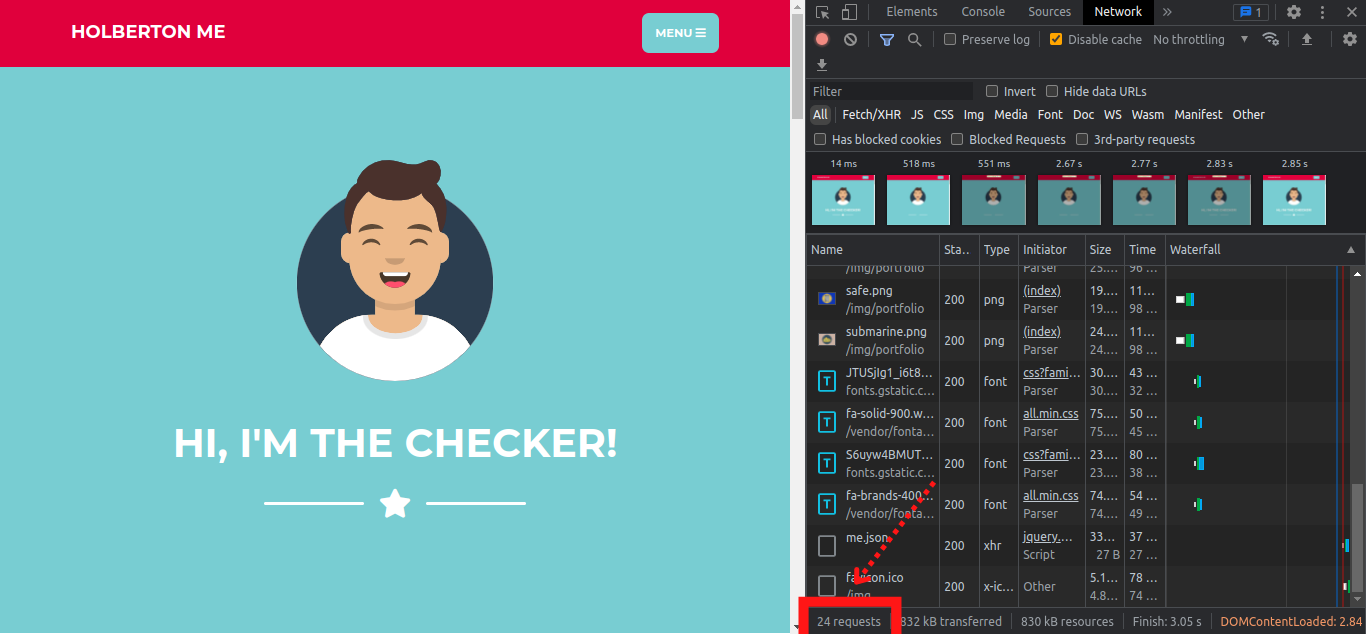 HOLBERTON ME
MENU
HI, I'M THE CHECKER!
Elements Console Sources Network » 1
Preserve log Disable cache No throttling
Filter Invert Hide data URLs
All Fetch/XHR JS CSS Img Media Font Doc WS Wasm Manifest Other
Has blocked cookies Blocked Requests 3rd-party requests
14 ms 518 ms 551 ms 2.67 s 2.77 s 2.83 s 2.85 s
Name Sta.. Type Initiator Size Time Waterfall
/img/portfolio Parser 25.… 96 …
safe.png 200 png (index) 19.… 11…
/img/portfolio Parser 19.… 98 …
submarine.png 200 png (index) 24.… 11…
/img/portfolio Parser 24.… 98 …
JTUSjIg1_i6t8… 200 font css?fami… 30.… 43 …
fonts.gstatic.c… Parser 30.… 32 …
fa-solid-900.w… 200 font all.min.css 75.… 50 …
/vendor/fonta… Parser 75.… 45 …
S6uyw4BMUT… 200 font css?fami… 23.… 80 …
fonts.gstatic.c… Parser 23.… 38 …
fa-brands-400… 200 font all.min.css 74.… 54 …
/vendor/fonta… Parser 74.… 49 …
me.json 200 xhr jquery.… 33… 37 …
Script 27 B 27 …
favicon.ico 200 x-ic… Other 5.1… 78 …
/img 4.8… 74 …
24 requests 832 kB transferred 830 kB resources Finish: 3.05 s DOMContentLoaded: 2.84